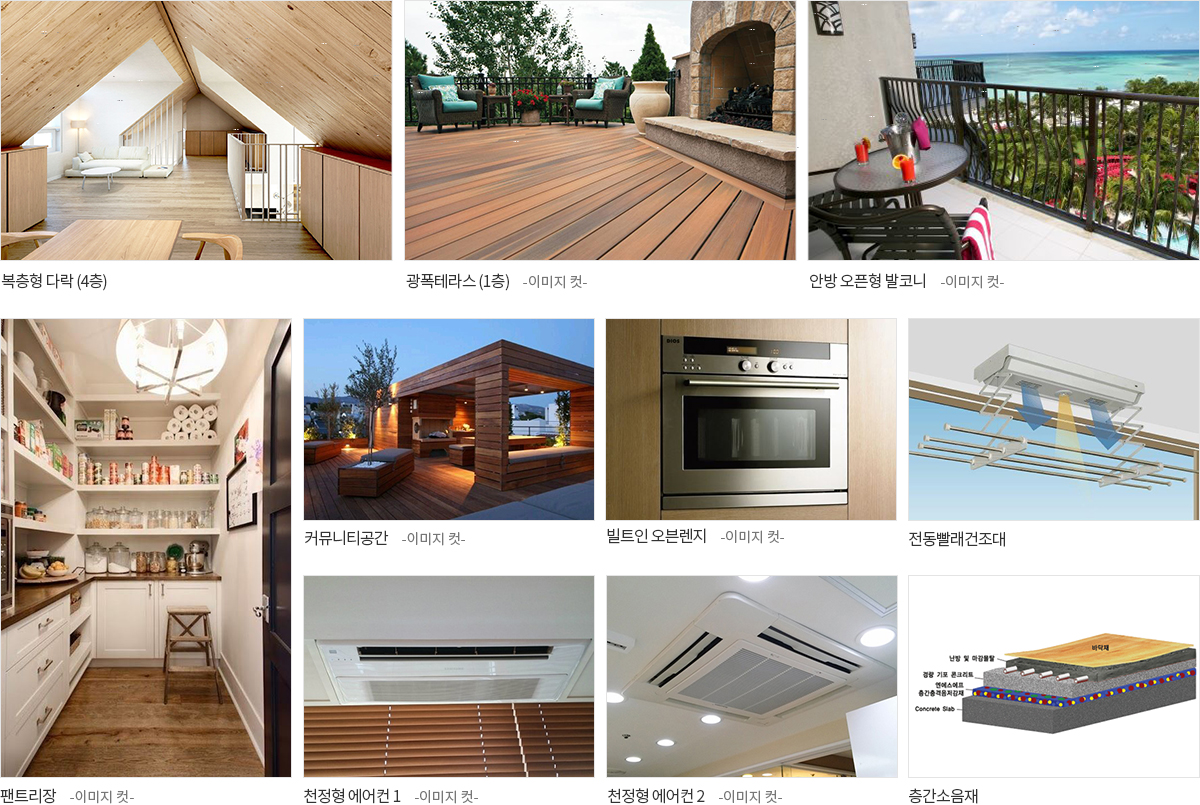 복층형 다락 (4층)
광폭테라스 (1층) -이미지 컷-
안방 오픈형 발코니 -이미지 컷-
커뮤니티공간 -이미지 컷-
빌트인 오븐렌지 -이미지 컷-
전동빨래건조대
바닥재
난방 및 마감몰탈
경량 기포 콘크리트
엔에스에프
층간충격음저감재
Concrete Slab
팬트리장 -이미지 컷-
천정형 에어컨 1 -이미지 컷-
천정형 에어컨 2 -이미지 컷-
층간소음재